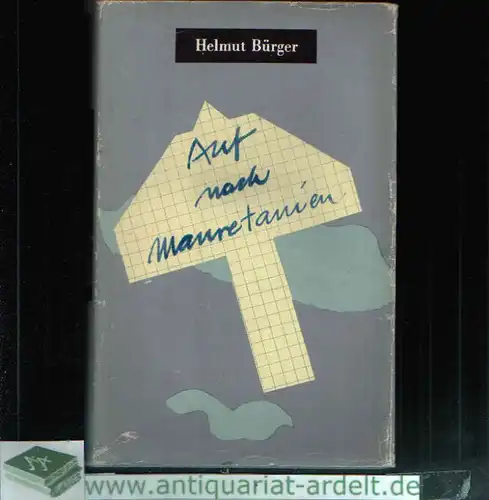 Helmut Bürger
Auf
nach
Mauretanien
www.antiquariat-ardelt.de